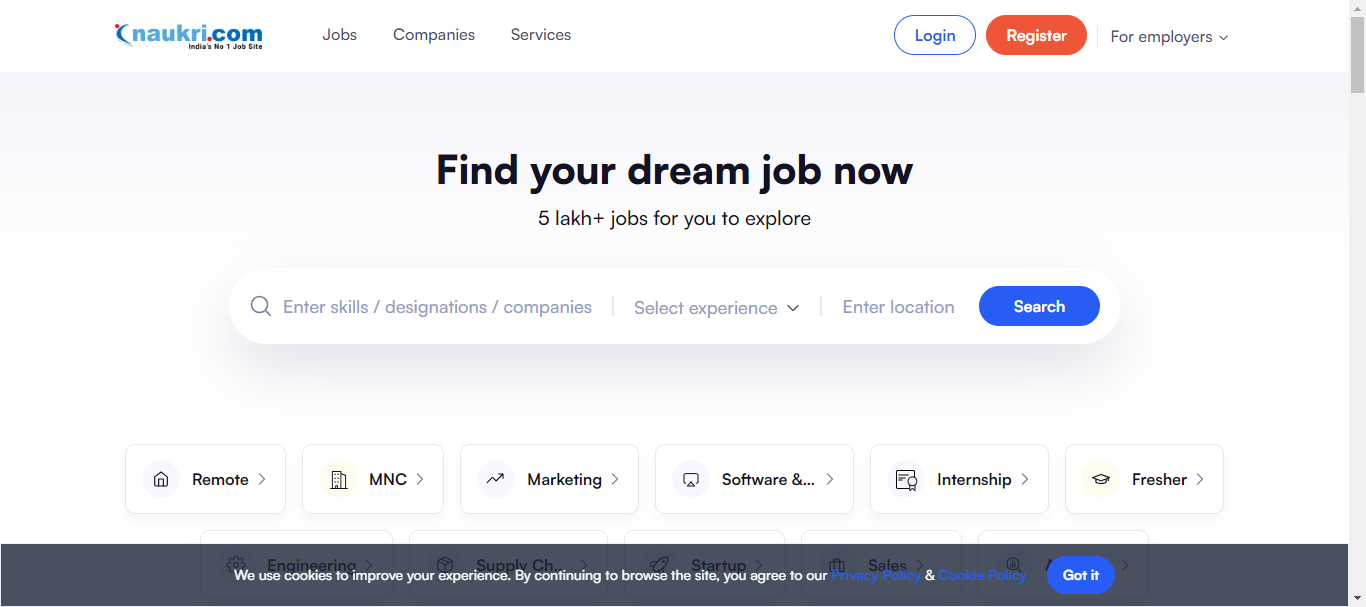 naukri.com
India's No 1 Job Site
Jobs Companies Services Login Register For employers
Find your dream job now
5 lakh+ jobs for you to explore
Enter skills / designations / companies Select experience Enter location Search
Remote MNC Marketing Software &... Internship Fresher
Engineering Supply Ch... Startup Sales
We use cookies to improve your experience. By continuing to browse the site, you agree to our Privacy Policy & Cookie Policy Got it